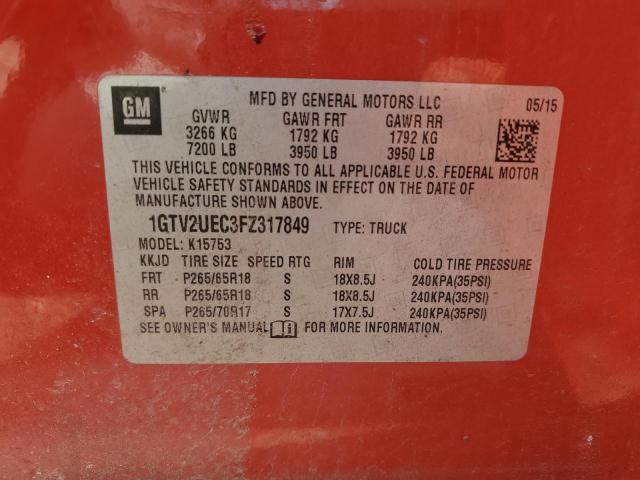 GM
MFD BY GENERAL MOTORS LLC 05/15
GVWR GAWR FRT GAWR RR
3266 KG 1792 KG 1792 KG
7200 LB 3950 LB 3950 LB
THIS VEHICLE CONFORMS TO ALL APPLICABLE U.S. FEDERAL MOTOR
VEHICLE SAFETY STANDARDS IN EFFECT ON THE DATE OF
MANUFACTURE SHOWN ABOVE.
1GTV2UEC3FZ317849 TYPE: TRUCK
MODEL: K15753
KKJD TIRE SIZE SPEED RTG RIM COLD TIRE PRESSURE
FRT P265/65R18 S 18X8.5J 240KPA(35PSI)
RR P265/65R18 S 18X8.5J 240KPA(35PSI)
SPA P265/70R17 S 17X7.5J 240KPA(35PSI)
SEE OWNER'S MANUAL FOR MORE INFORMATION.